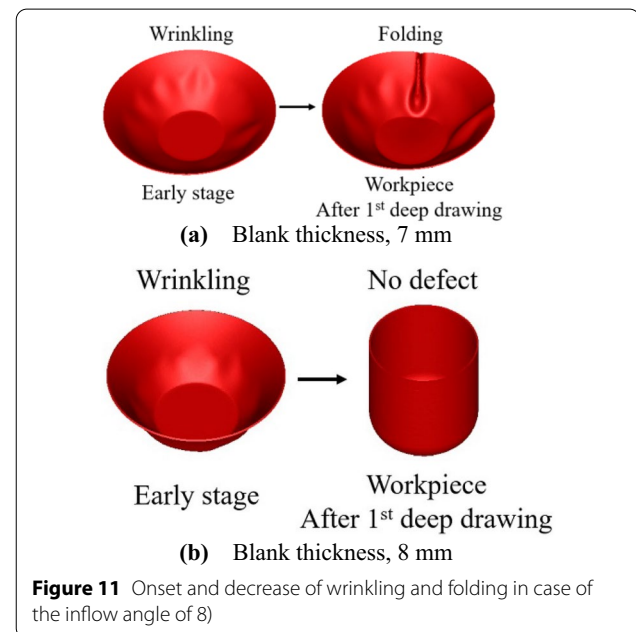 Wrinkling Folding
Early stage Workpiece
After 1st deep drawing
(a) Blank thickness, 7 mm
Wrinkling No defect
Early stage Workpiece
After 1st deep drawing
(b) Blank thickness, 8 mm
Figure 11 Onset and decrease of wrinkling and folding in case of
the inflow angle of 8)